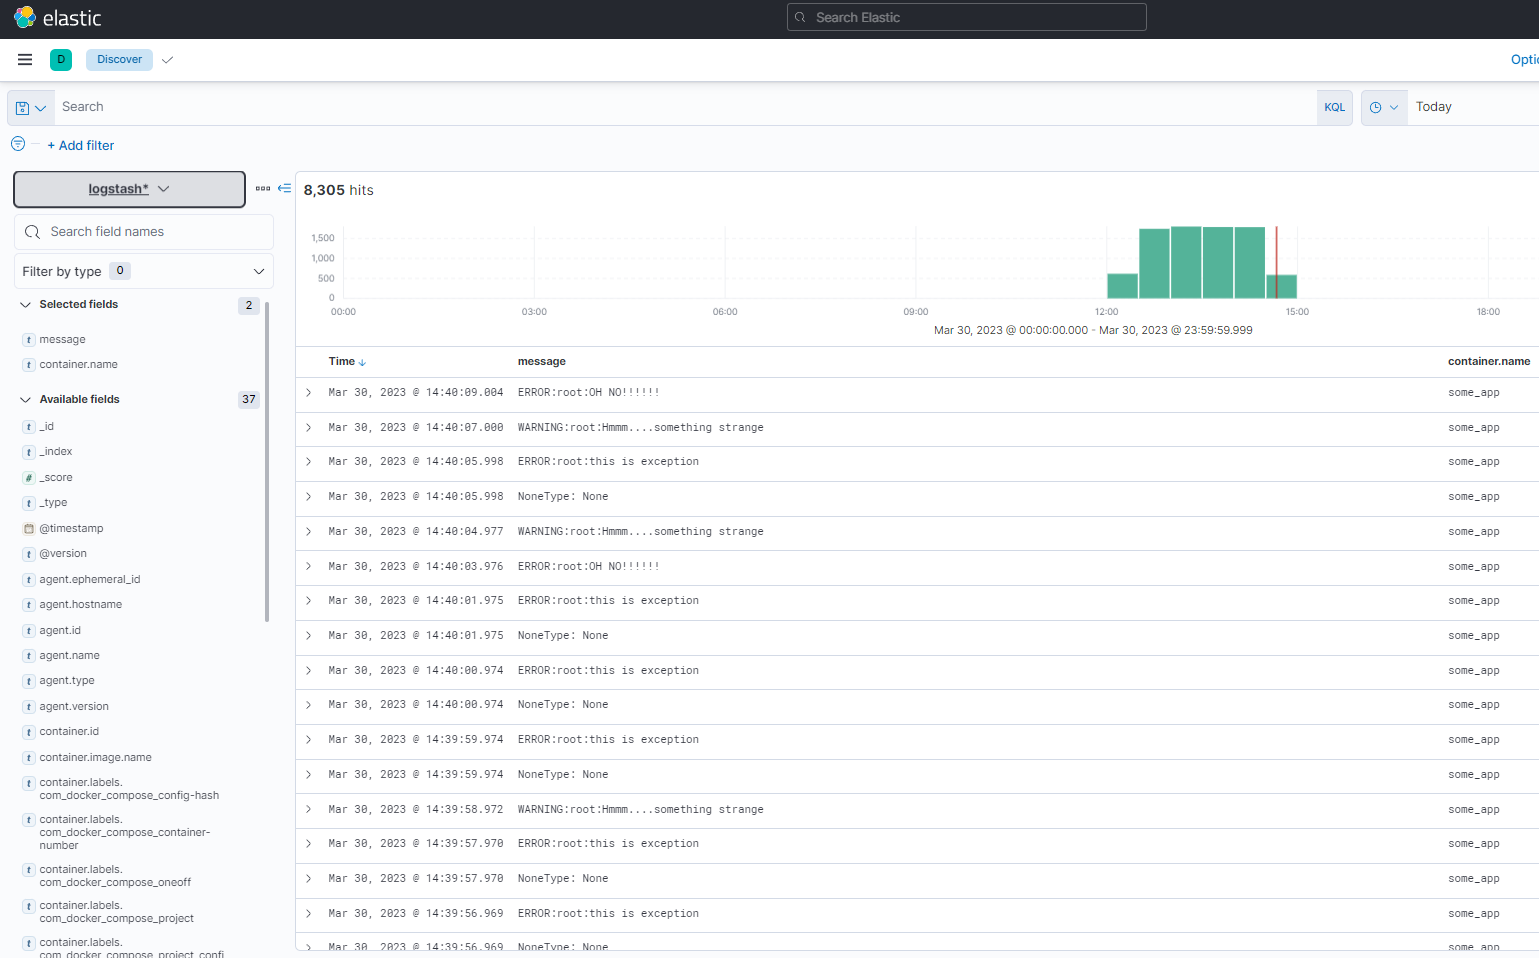 elastic
Search Elastic
D Discover
Search
KQL
Today
+ Add filter
logstash*
8,305 hits
Search field names
Filter by type 0
Selected fields 2
t message
t container.name
Available fields 37
t _id
t _index
# _score
t _type
@timestamp
t @version
t agent.ephemeral_id
t agent.hostname
t agent.id
t agent.name
t agent.type
t agent.version
t container.id
t container.image.name
t container.labels.
com_docker_compose_config-hash
t container.labels.
com_docker_compose_container-
number
t container.labels.
com_docker_compose_oneoff
t container.labels.
com_docker_compose_project
t container.labels.
com_docker_compose_project_confi
1,500
1,000
500
0
00:00 03:00 06:00 09:00 12:00 15:00 18:00
Mar 30, 2023 @ 00:00:00.000 - Mar 30, 2023 @ 23:59:59.999
Time message container.name
Mar 30, 2023 @ 14:40:09.004 ERROR:root:OH NO!!!!!! some_app
Mar 30, 2023 @ 14:40:07.000 WARNING:root:Hmmm....something strange some_app
Mar 30, 2023 @ 14:40:05.998 ERROR:root:this is exception some_app
Mar 30, 2023 @ 14:40:05.998 NoneType: None some_app
Mar 30, 2023 @ 14:40:04.977 WARNING:root:Hmmm....something strange some_app
Mar 30, 2023 @ 14:40:03.976 ERROR:root:OH NO!!!!!! some_app
Mar 30, 2023 @ 14:40:01.975 ERROR:root:this is exception some_app
Mar 30, 2023 @ 14:40:01.975 NoneType: None some_app
Mar 30, 2023 @ 14:40:00.974 ERROR:root:this is exception some_app
Mar 30, 2023 @ 14:40:00.974 NoneType: None some_app
Mar 30, 2023 @ 14:39:59.974 ERROR:root:this is exception some_app
Mar 30, 2023 @ 14:39:59.974 NoneType: None some_app
Mar 30, 2023 @ 14:39:58.972 WARNING:root:Hmmm....something strange some_app
Mar 30, 2023 @ 14:39:57.970 ERROR:root:this is exception some_app
Mar 30, 2023 @ 14:39:57.970 NoneType: None some_app
Mar 30, 2023 @ 14:39:56.969 ERROR:root:this is exception some_app
Mar 30, 2023 @ 14:39:56.969 NoneType: None some_app